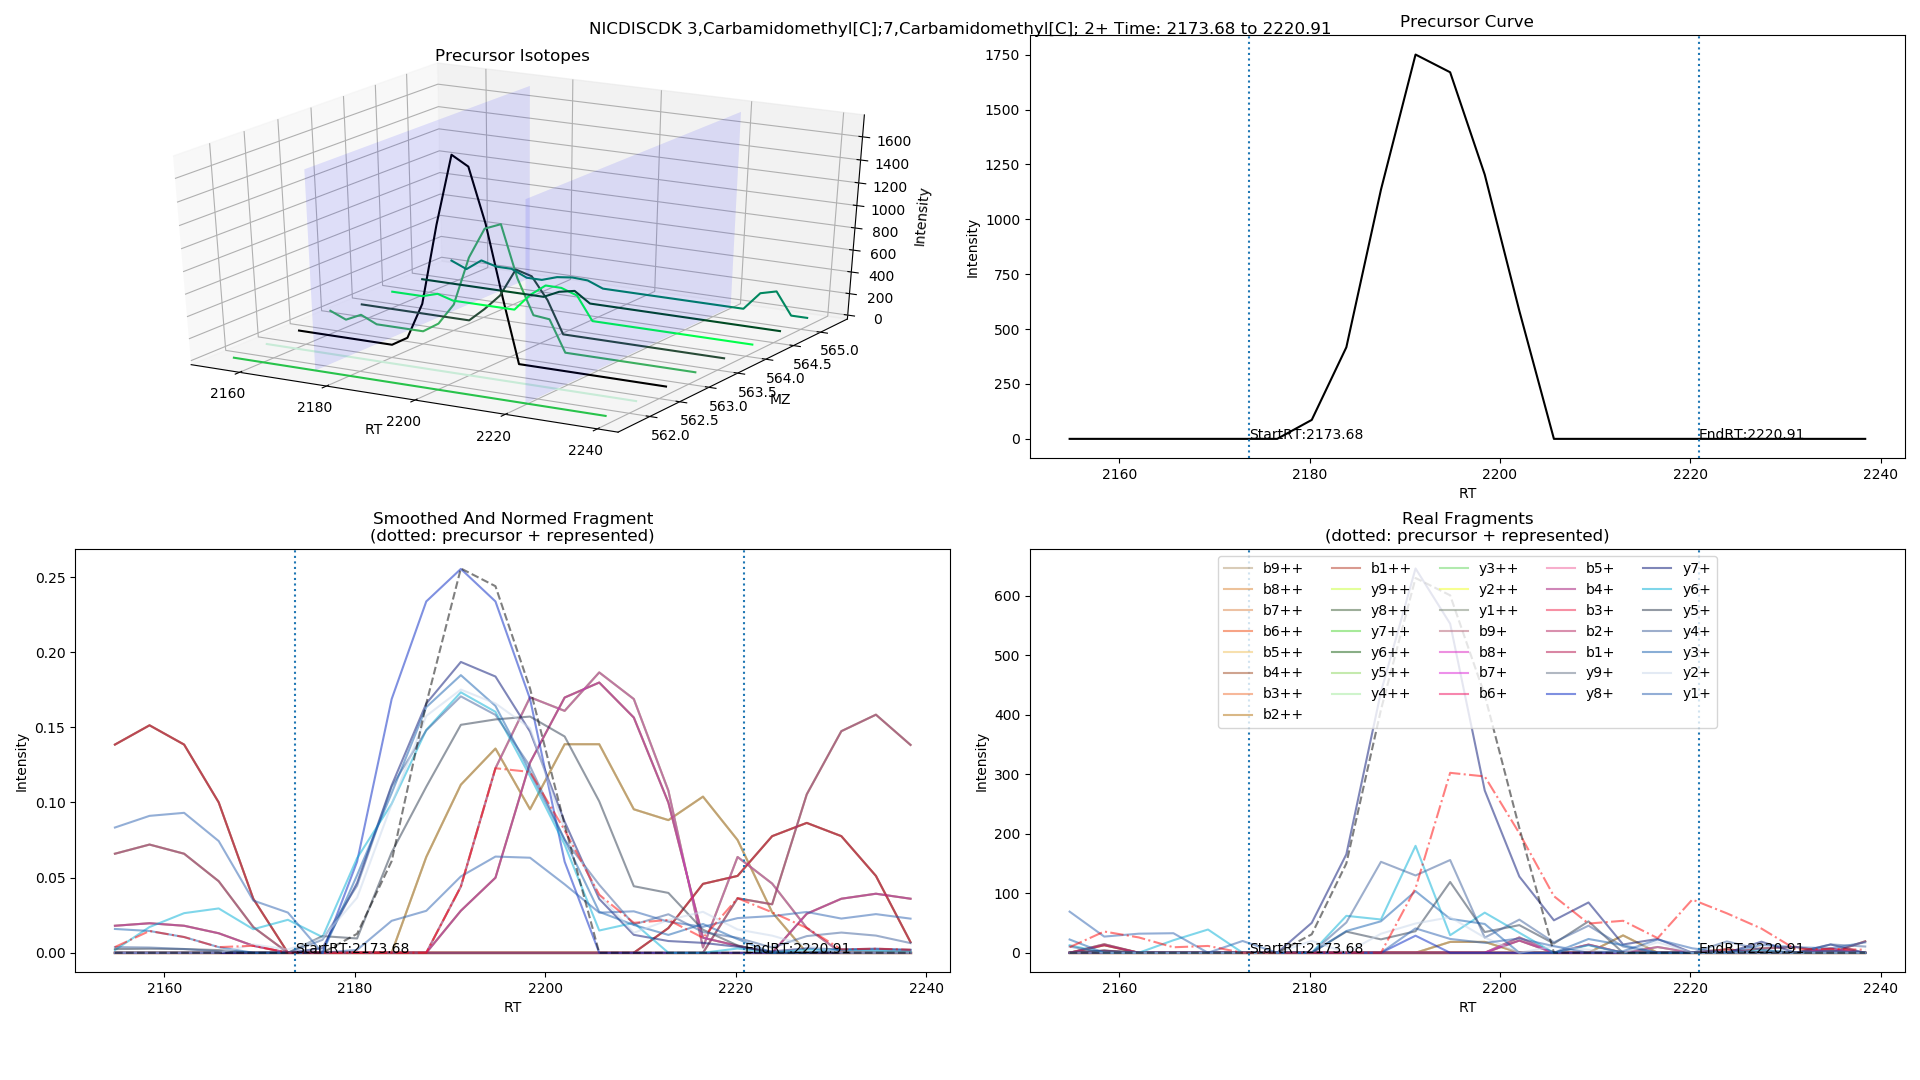 NICDISCDK 3,Carbamidomethyl[C];7,Carbamidomethyl[C]; 2+ Time: 2173.68 to 2220.91
Precursor Isotopes
1600
1400
1200
1000
800
600
400
200
0
Intensity
2160
2180
2200
2220
2240
RT
562.0
562.5
563.0
563.5
564.0
564.5
565.0
MZ
Precursor Curve
1750
1500
1250
1000
750
500
250
0
Intensity
StartRT:2173.68
EndRT:2220.91
2160
2180
2200
2220
2240
RT
Smoothed And Normed Fragment
(dotted: precursor + represented)
0.25
0.20
0.15
0.10
0.05
0.00
Intensity
StartRT:2173.68
EndRT:2220.91
2160
2180
2200
2220
2240
RT
Real Fragments
(dotted: precursor + represented)
600
500
400
300
200
100
0
Intensity
b9++
b8++
b7++
b6++
b5++
b4++
b3++
b2++
b1++
y9++
y8++
y7++
y6++
y5++
y4++
y3++
y2++
y1++
b9+
b8+
b7+
b6+
b5+
b4+
b3+
b2+
b1+
y9+
y8+
y7+
y6+
y5+
y4+
y3+
y2+
y1+
StartRT:2173.68
EndRT:2220.91
2160
2180
2200
2220
2240
RT